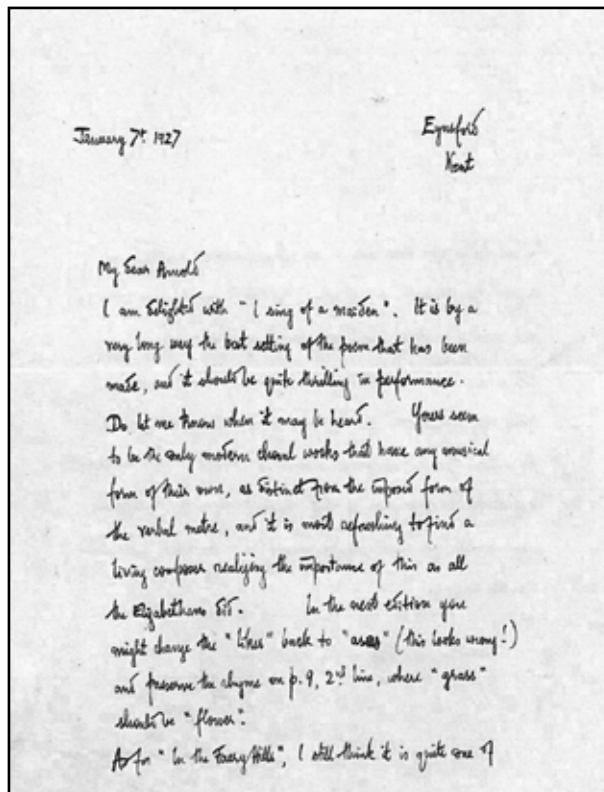 January 7th. 1927
Eynsford
Kent
My dear Arnold
I am delighted with "I sing of a maiden". It is by a
very long way the best setting of the poem that has been
made, and it should be quite thrilling in performance.
Do let me know when it may be heard. Yours seem
to be the only modern choral works that have any musical
form of their own, as distinct from the imposed form of
the verbal metre, and it is most refreshing to find a
living composer realizing the importance of this as all
the Elizabethans did. In the next edition you
might change the "likes" back to "ases" (this looks wrong!)
and preserve the rhyme on p. 9, 2nd line, where "grass"
should be "flower".
As for "In the Faery Hills", I still think it is quite one of